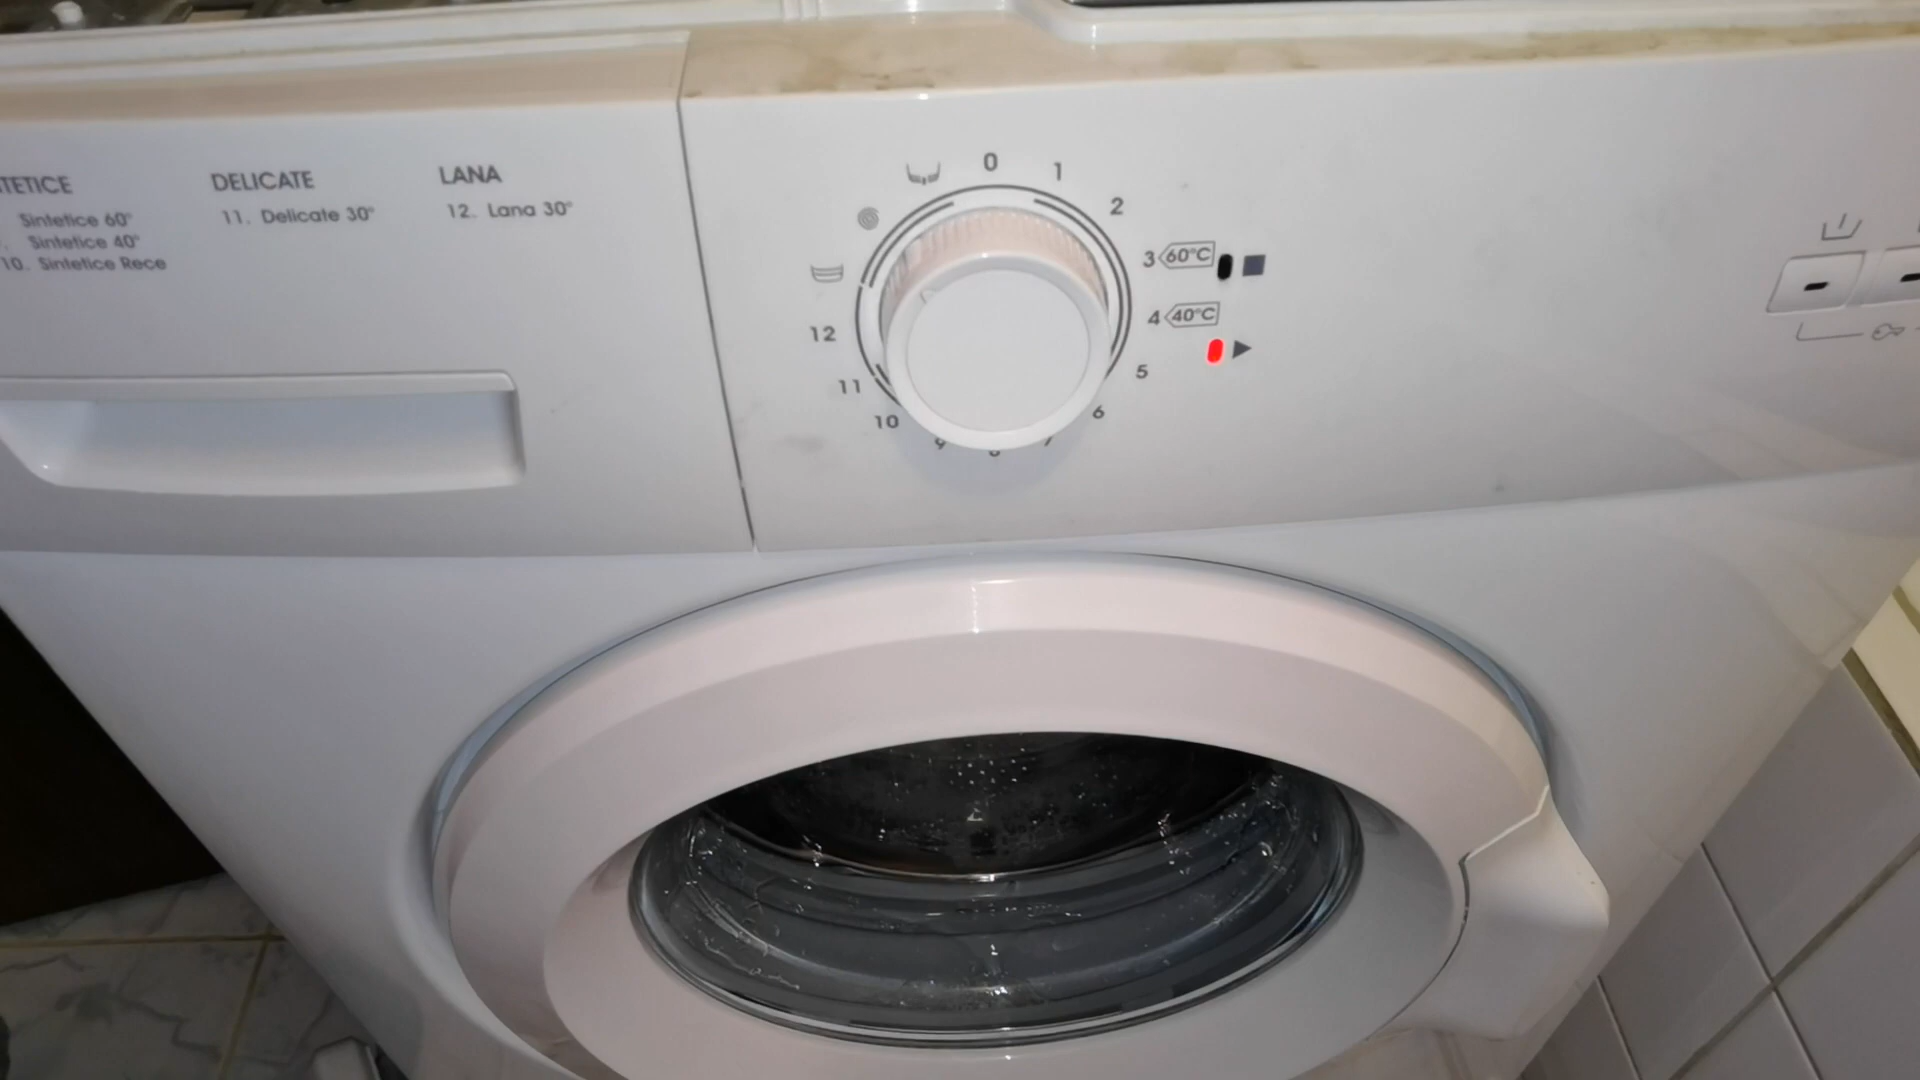 TETICE
Sintetice 60°
Sintetice 40°
10. Sintetice Rece
DELICATE
11. Delicate 30°
LANA
12. Lana 30°
0
1
2
3 60°C
4 40°C
5
6
10
11
12